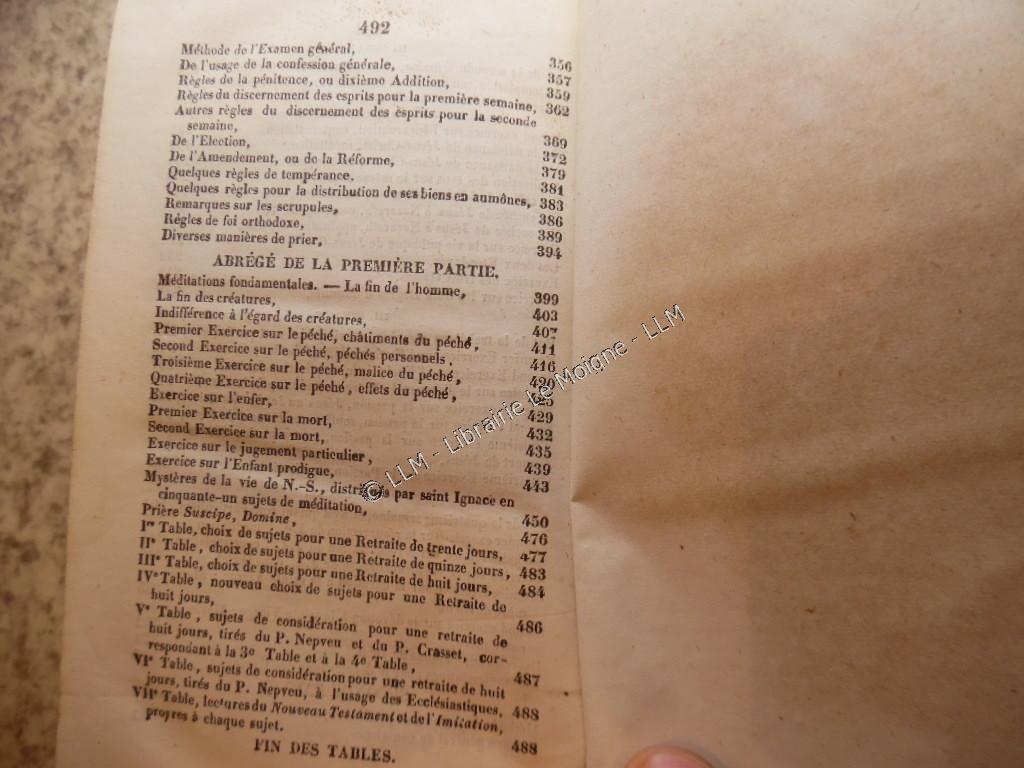 492
Méthode de l'Examen général, 356
De l'usage de la confession générale, 357
Règles de la pénitence, ou dixième Addition, 359
Règles du discernement des esprits pour la première semaine, 362
Autres règles du discernement des esprits pour la seconde
semaine, 369
De l'Election, 372
De l'Amendement, ou de la Réforme, 379
Quelques règles de tempérance, 381
Quelques règles pour la distribution de ses biens en aumônes, 383
Remarques sur les scrupules, 386
Règles de foi orthodoxe, 389
Diverses manières de prier, 394
ABRÉGÉ DE LA PREMIÈRE PARTIE.
Méditations fondamentales. — La fin de l'homme, 399
La fin des créatures, 403
Indifférence à l'égard des créatures, 407
Premier Exercice sur le péché, châtiments du péché, 411
Second Exercice sur le péché, péchés personnels, 416
Troisième Exercice sur le péché, malice du péché, 420
Quatrième Exercice sur le péché, effets du péché, 425
Exercice sur l'enfer, 429
Premier Exercice sur la mort, 432
Second Exercice sur la mort, 435
Exercice sur le jugement particulier, 439
Exercice sur l'Enfant prodigue, 443
Mystères de la vie de N.-S., distribués par saint Ignace en
cinquante-un sujets de méditation, 450
Prière Suscipe, Domine, 476
Ire Table, choix de sujets pour une Retraite de trente jours, 477
IIe Table, choix de sujets pour une Retraite de quinze jours, 483
IIIe Table, choix de sujets pour une Retraite de huit jours, 484
IVe Table, nouveau choix de sujets pour une Retraite de
huit jours, 486
Ve Table, sujets de considération pour une retraite de
huit jours, tirés du P. Nepveu et du P. Crasset, cor-
respondant à la 3e Table et à la 4e Table, 487
VIe Table, sujets de considération pour une retraite de huit
jours, tirés du P. Nepveu, à l'usage des Ecclésiastiques, 488
VIIe Table, lectures du Nouveau Testament et de l'Imitation,
propres à chaque sujet. 488
FIN DES TABLES.
© LLM - Librairie Le Moigne - LLM